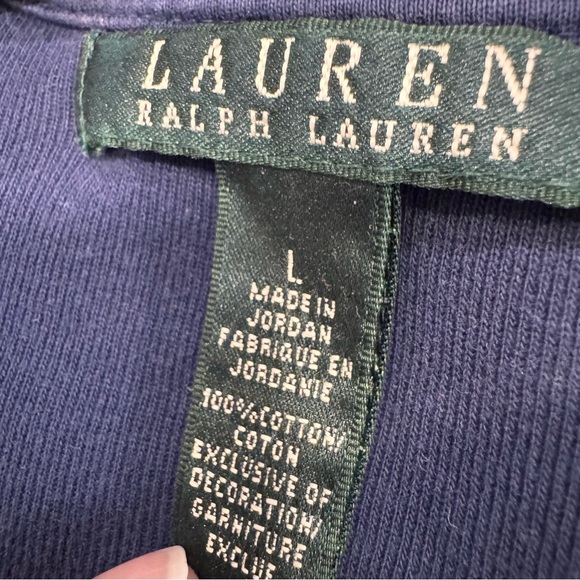 LAUREN
RALPH LAUREN
L
MADE IN
JORDAN
FABRIQUE EN
JORDANIE
100% COTTON/
COTON
EXCLUSIVE OF
DECORATION/
GARNITURE
EXCLUE